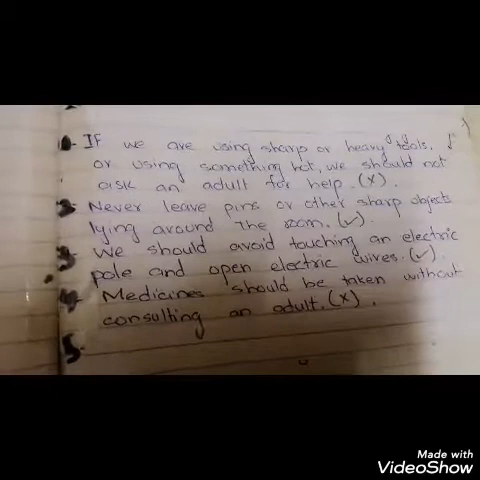 1- If we are using sharp or heavy tools,
or using something hot, we should not
ask an adult for help. (X).
2- Never leave pins or other sharp objects
lying around The room. (✓).
3- We should avoid touching an electric
pole and open electric wires. (✓).
4- Medicines should be taken without
consulting an adult. (X).
5-
Made with
VideoShow